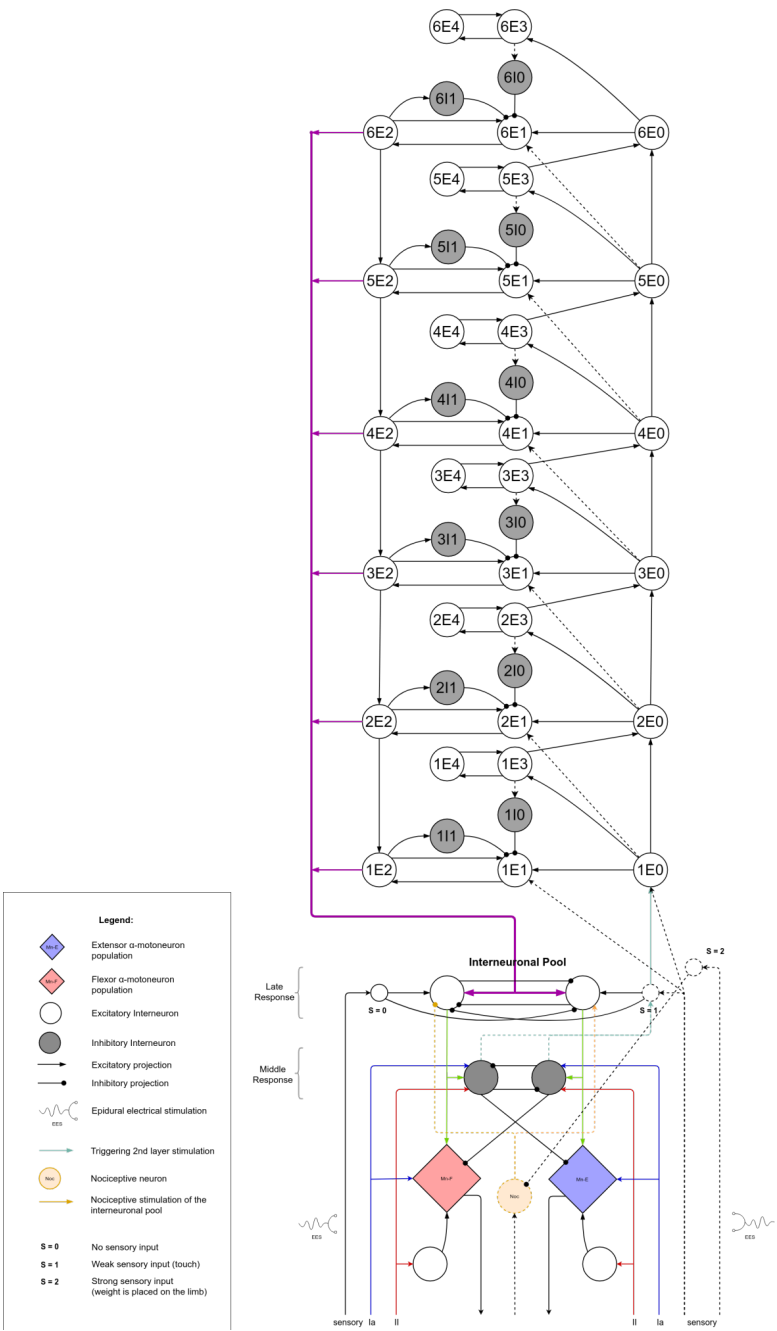 6E4 6E3
6I0
6I1
6E2 6E1 6E0
5E4 5E3
5I0
5I1
5E2 5E1 5E0
4E4 4E3
4I0
4I1
4E2 4E1 4E0
3E4 3E3
3I0
3I1
3E2 3E1 3E0
2E4 2E3
2I0
2I1
2E2 2E1 2E0
1E4 1E3
1I0
1I1
1E2 1E1 1E0
Interneuronal Pool
S = 2
Late
Response
S = 0
S = 1
Middle
Response
Mn-F
Noc
Mn-E
EES
EES
sensory Ia II II Ia sensory
Legend:
Mn-E
Extensor α-motoneuron
population
Mn-F
Flexor α-motoneuron
population
Excitatory Interneuron
Inhibitory Interneuron
Excitatory projection
Inhibitory projection
EES
Epidural electrical stimulation
Triggering 2nd layer stimulation
Noc
Nociceptive neuron
Nociceptive stimulation of the
interneuronal pool
S = 0 No sensory input
S = 1 Weak sensory input (touch)
S = 2 Strong sensory input
(weight is placed on the limb)